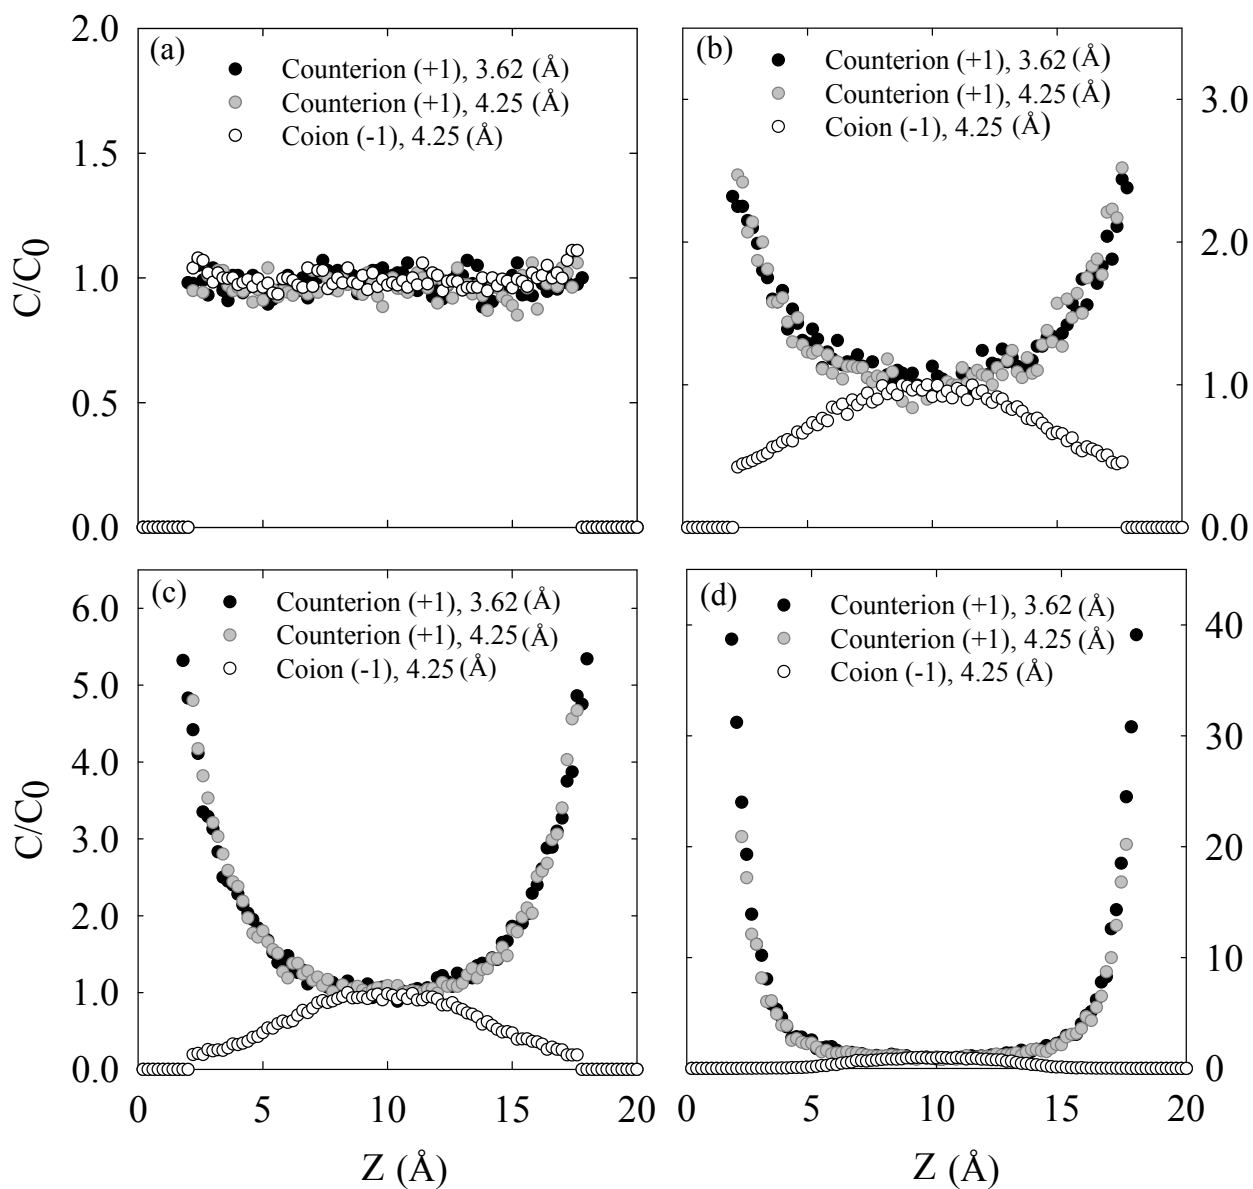 (a)
Counterion (+1), 3.62 (Å)
Counterion (+1), 4.25 (Å)
Coion (-1), 4.25 (Å)
2.0
1.5
1.0
0.5
0.0
C/C0
(b)
Counterion (+1), 3.62 (Å)
Counterion (+1), 4.25 (Å)
Coion (-1), 4.25 (Å)
3.0
2.0
1.0
0.0
(c)
Counterion (+1), 3.62 (Å)
Counterion (+1), 4.25 (Å)
Coion (-1), 4.25 (Å)
6.0
5.0
4.0
3.0
2.0
1.0
0.0
C/C0
0 5 10 15 20
Z (Å)
(d)
Counterion (+1), 3.62 (Å)
Counterion (+1), 4.25 (Å)
Coion (-1), 4.25 (Å)
40
30
20
10
0
0 5 10 15 20
Z (Å)